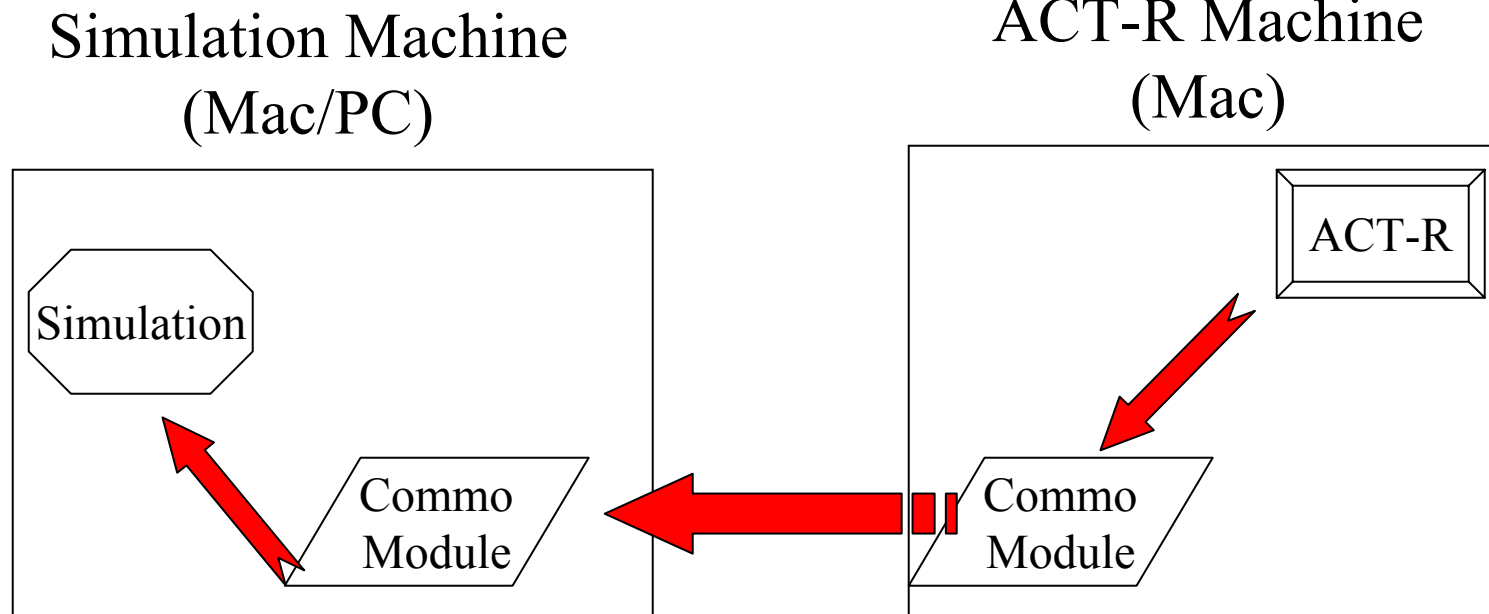 Simulation Machine
(Mac/PC)
ACT-R Machine
(Mac)
Simulation
Commo
Module
ACT-R
Commo
Module